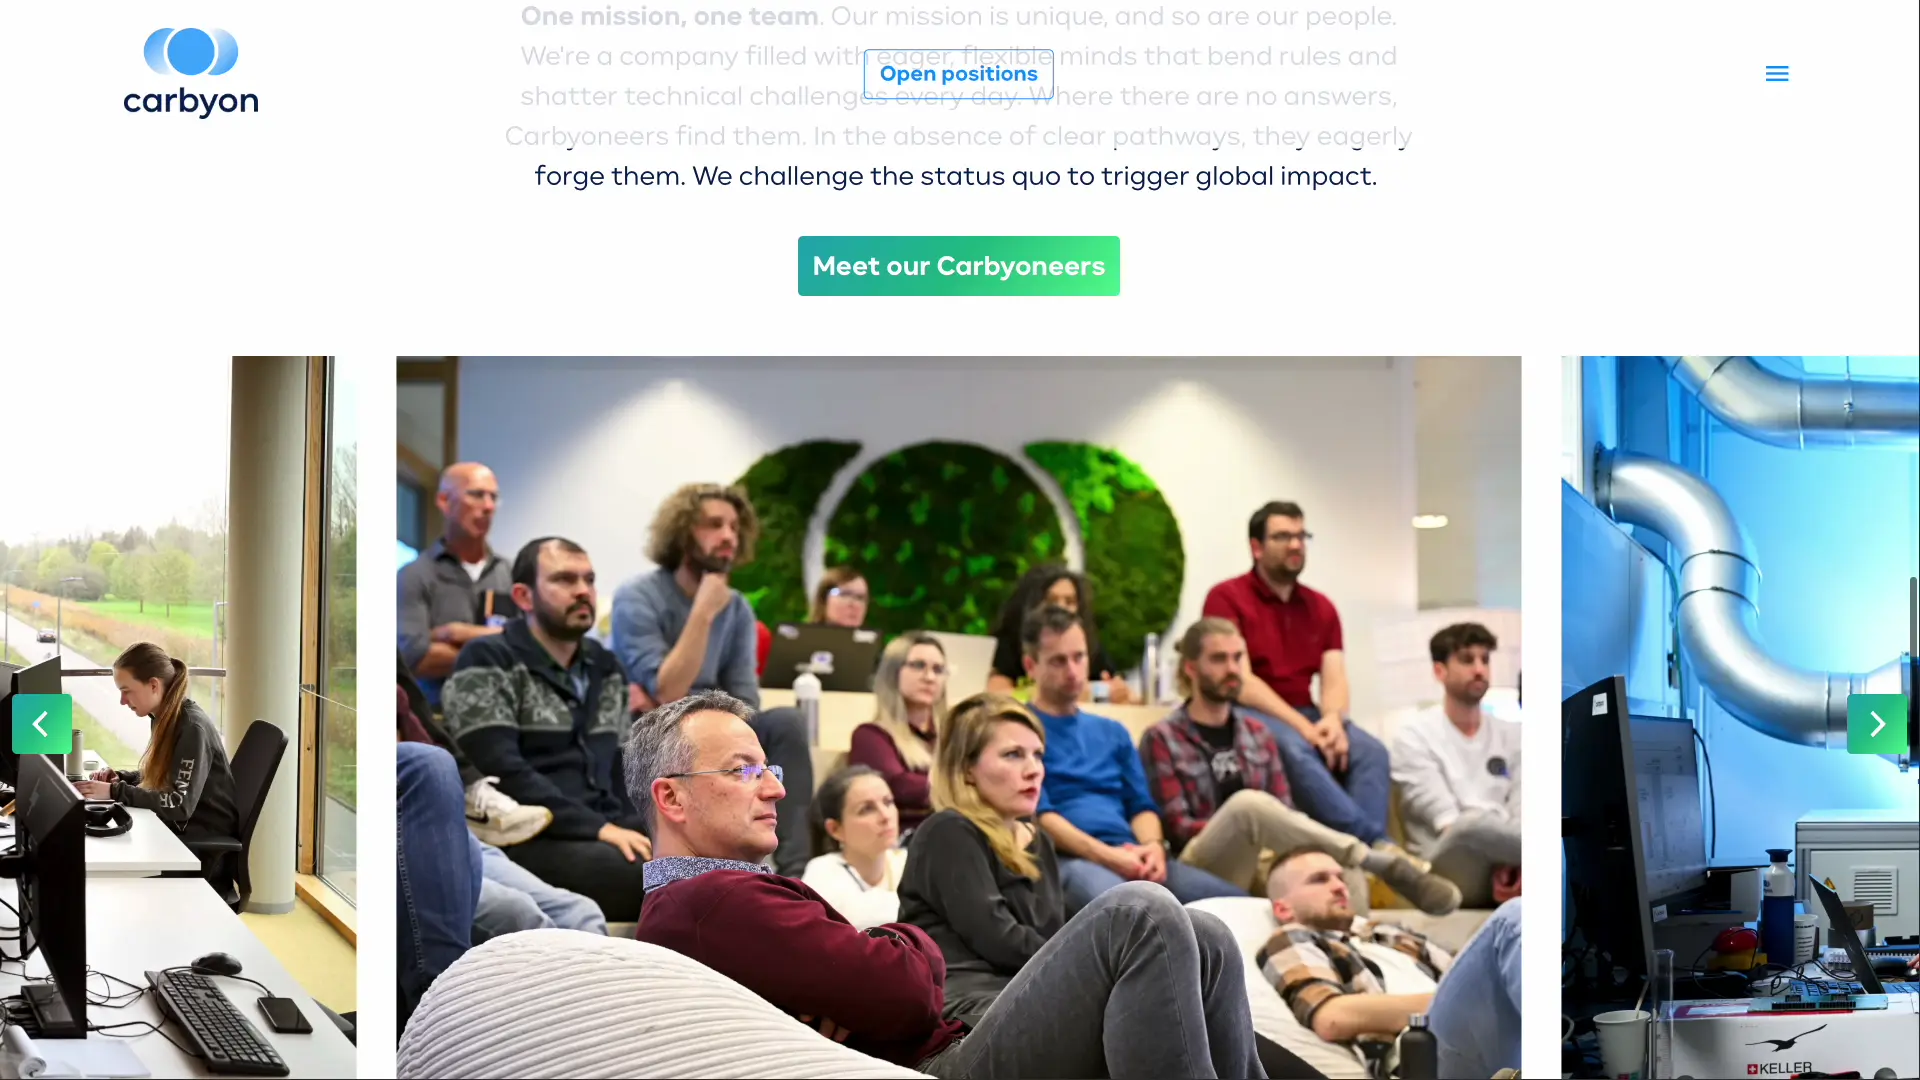 One mission, one team. Our mission is unique, and so are our people.
We're a company filled with eager, flexible minds that bend rules and
Open positions
shatter technical challenges every day. Where there are no answers,
carbyon
Carbyoneers find them. In the absence of clear pathways, they eagerly
forge them. We challenge the status quo to trigger global impact.
Meet our Carbyoneers
KELLER